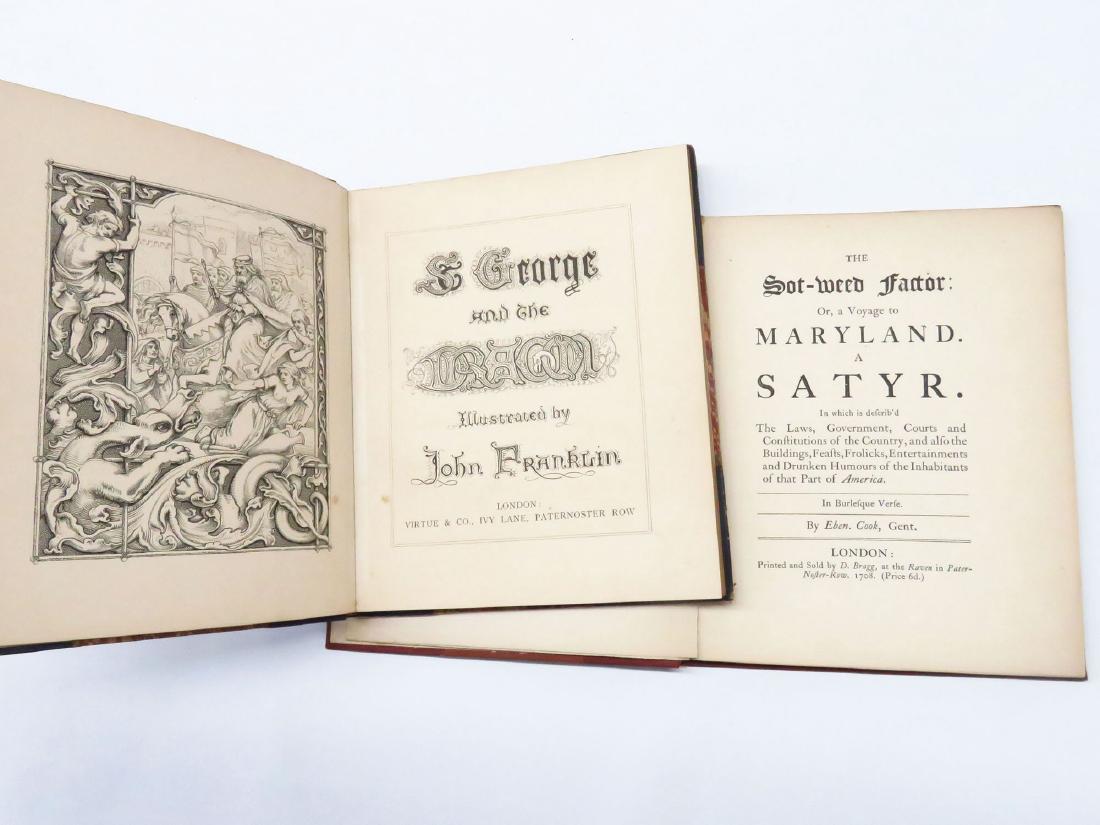 St George
and the
DRAGON
Illustrated by
John Franklin
LONDON:
VIRTUE & CO., IVY LANE, PATERNOSTER ROW
THE
Sot-weed Factor:
Or, a Voyage to
MARYLAND.
A
SATYR.
In which is deſcrib'd
The Laws, Government, Courts and
Conſtitutions of the Country, and alſo the
Buildings, Feaſts, Frolicks, Entertainments
and Drunken Humours of the Inhabitants
of that Part of America.
In Burleſque Verſe.
By Eben. Cook, Gent.
LONDON:
Printed and Sold by D. Bragg, at the Raven in Pater-
Noſter-Row. 1708. (Price 6d.)